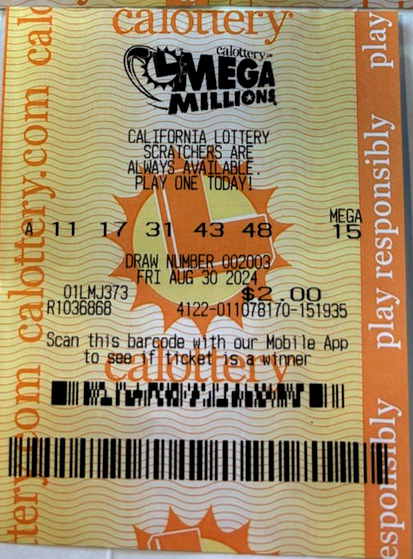 calottery
calottery
MEGA
MILLIONS
CALIFORNIA LOTTERY
SCRATCHERS ARE
ALWAYS AVAILABLE.
PLAY ONE TODAY!
MEGA
A 11 17 31 43 48 15
DRAW NUMBER 002003
FRI AUG 30 2024
01LMJ373 $2.00
R1036868 4122-011078170-151935
Scan this barcode with our Mobile App
to see if ticket is a winner
calottery
calottery.com
play responsibly
play